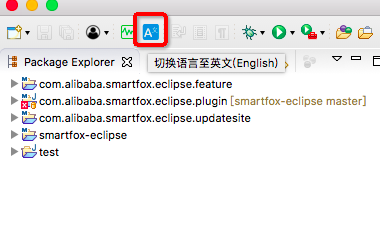 A
Package Explorer
切换语言至英文(English)
com.alibaba.smartfox.eclipse.feature
com.alibaba.smartfox.eclipse.plugin [smartfox-eclipse master]
com.alibaba.smartfox.eclipse.updatesite
smartfox-eclipse
test